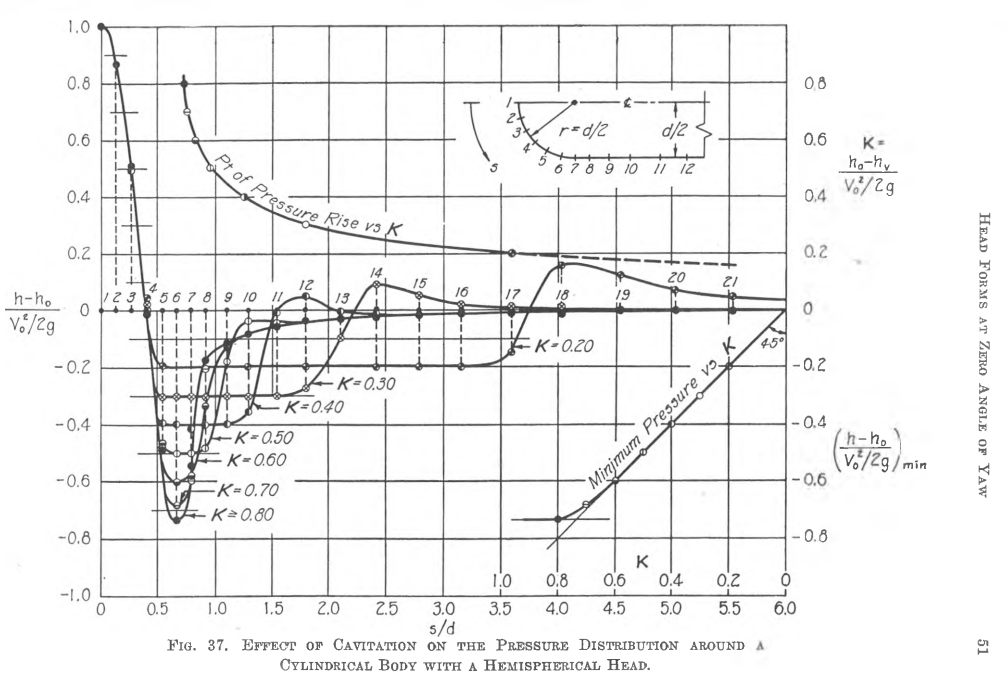 1.0
0.8
0.6
0.4
0.2
0
-0.2
-0.4
-0.6
-0.8
-1.0
h-h₀
V₀²/2g
0.8
0.6
0.4
0.2
0
-0.2
-0.4
-0.6
-0.8
K=
h₀-hᵥ
V₀²/2g
(h-h₀ / V₀²/2g) min
Pt of Pressure Rise vs K
1
2
3
4
5
6
7 8 9 10 11 12
s
r=d/2
℄
d/2
1 2 3 4 5 6 7 8 9 10 11 12 13 14 15 16 17 18 19 20 21
K=0.20
K=0.30
K=0.40
K=0.50
K=0.60
K=0.70
K≅0.80
Minimum Pressure vs K
45°
K
1.0 0.8 0.6 0.4 0.2 0
0 0.5 1.0 1.5 2.0 2.5 3.0 3.5 4.0 4.5 5.0 5.5 6.0
s/d
Fig. 37. Effect of Cavitation on the Pressure Distribution around a
Cylindrical Body with a Hemispherical Head.
Head Forms at Zero Angle of Yaw
51